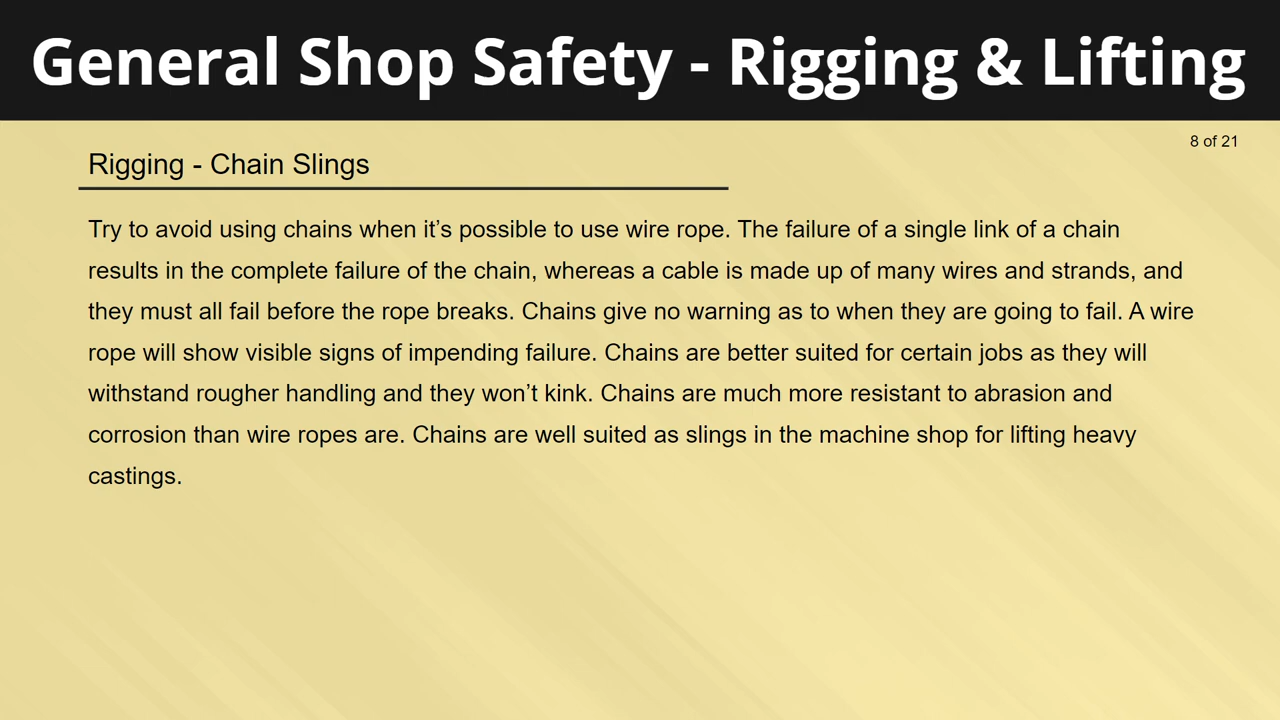 General Shop Safety - Rigging & Lifting
8 of 21
Rigging - Chain Slings
Try to avoid using chains when it’s possible to use wire rope. The failure of a single link of a chain
results in the complete failure of the chain, whereas a cable is made up of many wires and strands, and
they must all fail before the rope breaks. Chains give no warning as to when they are going to fail. A wire
rope will show visible signs of impending failure. Chains are better suited for certain jobs as they will
withstand rougher handling and they won’t kink. Chains are much more resistant to abrasion and
corrosion than wire ropes are. Chains are well suited as slings in the machine shop for lifting heavy
castings.